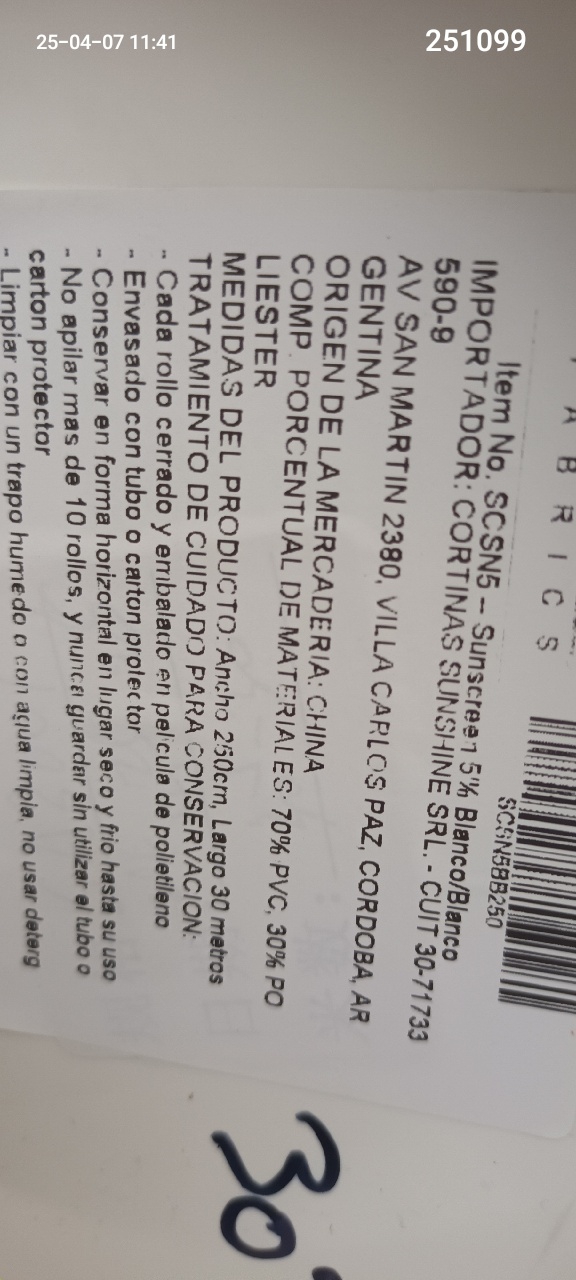 25-04-07 11:41
251099
ABRICS
SCSN5BB250
Item No. SCSN5 – Sunscreen 5% Blanco/Blanco
IMPORTADOR: CORTINAS SUNSHINE SRL. - CUIT 30-71733
590-9
AV SAN MARTIN 2380, VILLA CARLOS PAZ, CORDOBA, AR
GENTINA
ORIGEN DE LA MERCADERIA: CHINA
COMP. PORCENTUAL DE MATERIALES: 70% PVC, 30% PO
LIESTER
MEDIDAS DEL PRODUCTO: Ancho 250cm, Largo 30 metros
TRATAMIENTO DE CUIDADO PARA CONSERVACION:
- Cada rollo cerrado y embalado en pelicula de polietileno
- Envasado con tubo o carton protector
- Conservar en forma horizontal en lugar seco y frio hasta su uso
- No apilar mas de 10 rollos, y nunca guardar sin utilizar el tubo o
carton protector
- Limpiar con un trapo humedo o con agua limpia, no usar deterg
30